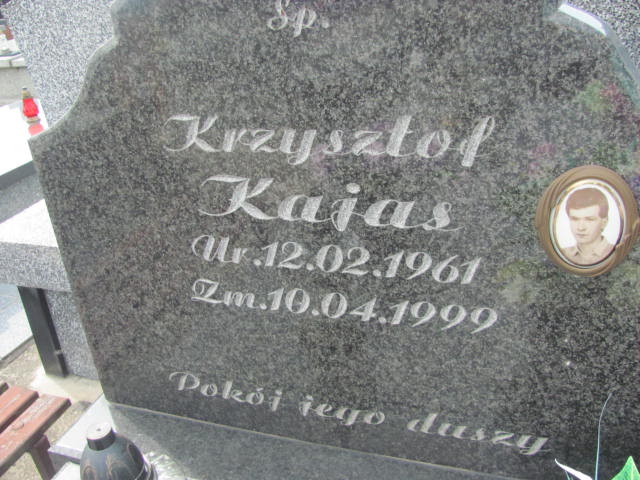 Śp.
Krzysztof
Kajas
Ur.12.02.1961
Zm.10.04.1999
Pokój jego duszy